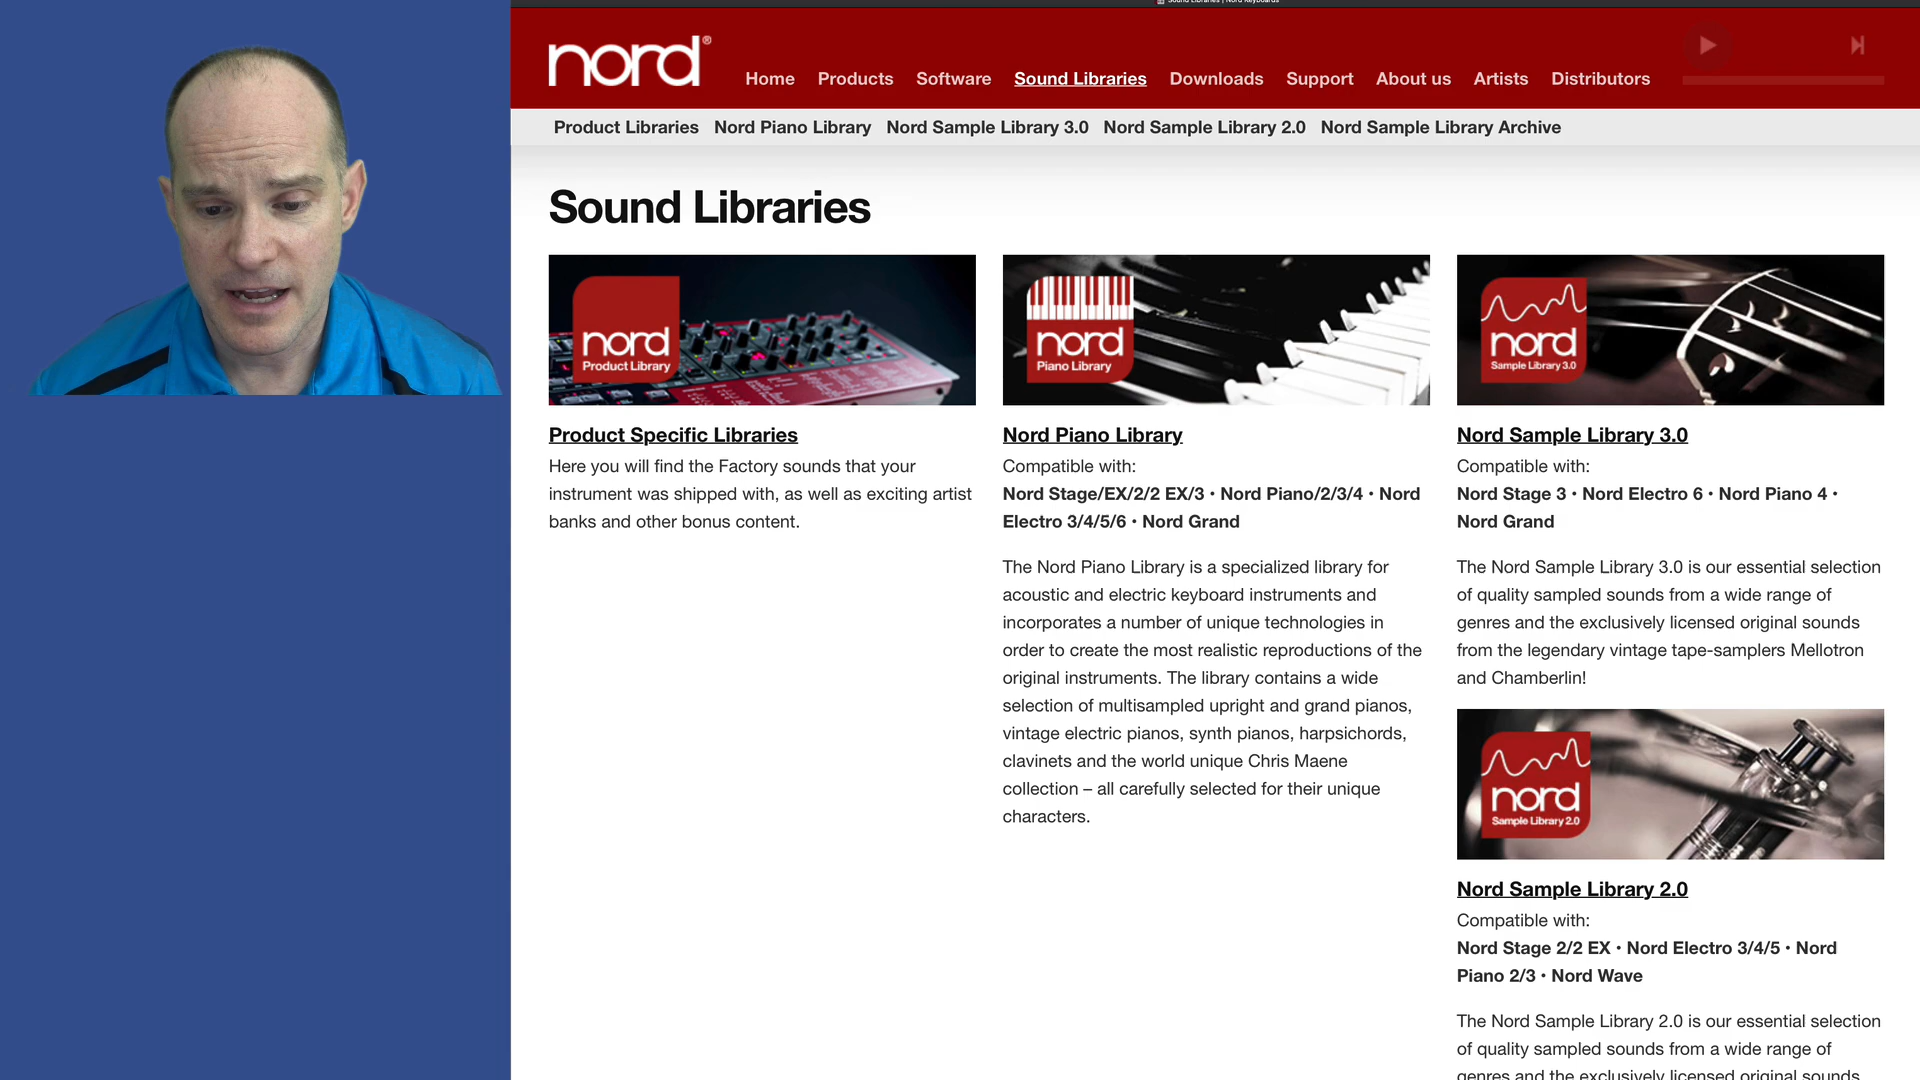 Sound Libraries | Nord Keyboards
nord®
Home Products Software Sound Libraries Downloads Support About us Artists Distributors
Product Libraries Nord Piano Library Nord Sample Library 3.0 Nord Sample Library 2.0 Nord Sample Library Archive
Sound Libraries
nord
Product Library
Product Specific Libraries
Here you will find the Factory sounds that your
instrument was shipped with, as well as exciting artist
banks and other bonus content.
nord
Piano Library
Nord Piano Library
Compatible with:
Nord Stage/EX/2/2 EX/3 • Nord Piano/2/3/4 • Nord
Electro 3/4/5/6 • Nord Grand
The Nord Piano Library is a specialized library for
acoustic and electric keyboard instruments and
incorporates a number of unique technologies in
order to create the most realistic reproductions of the
original instruments. The library contains a wide
selection of multisampled upright and grand pianos,
vintage electric pianos, synth pianos, harpsichords,
clavinets and the world unique Chris Maene
collection – all carefully selected for their unique
characters.
nord
Sample Library 3.0
Nord Sample Library 3.0
Compatible with:
Nord Stage 3 • Nord Electro 6 • Nord Piano 4 •
Nord Grand
The Nord Sample Library 3.0 is our essential selection
of quality sampled sounds from a wide range of
genres and the exclusively licensed original sounds
from the legendary vintage tape-samplers Mellotron
and Chamberlin!
nord
Sample Library 2.0
Nord Sample Library 2.0
Compatible with:
Nord Stage 2/2 EX • Nord Electro 3/4/5 • Nord
Piano 2/3 • Nord Wave
The Nord Sample Library 2.0 is our essential selection
of quality sampled sounds from a wide range of
genres and the exclusively licensed original sounds